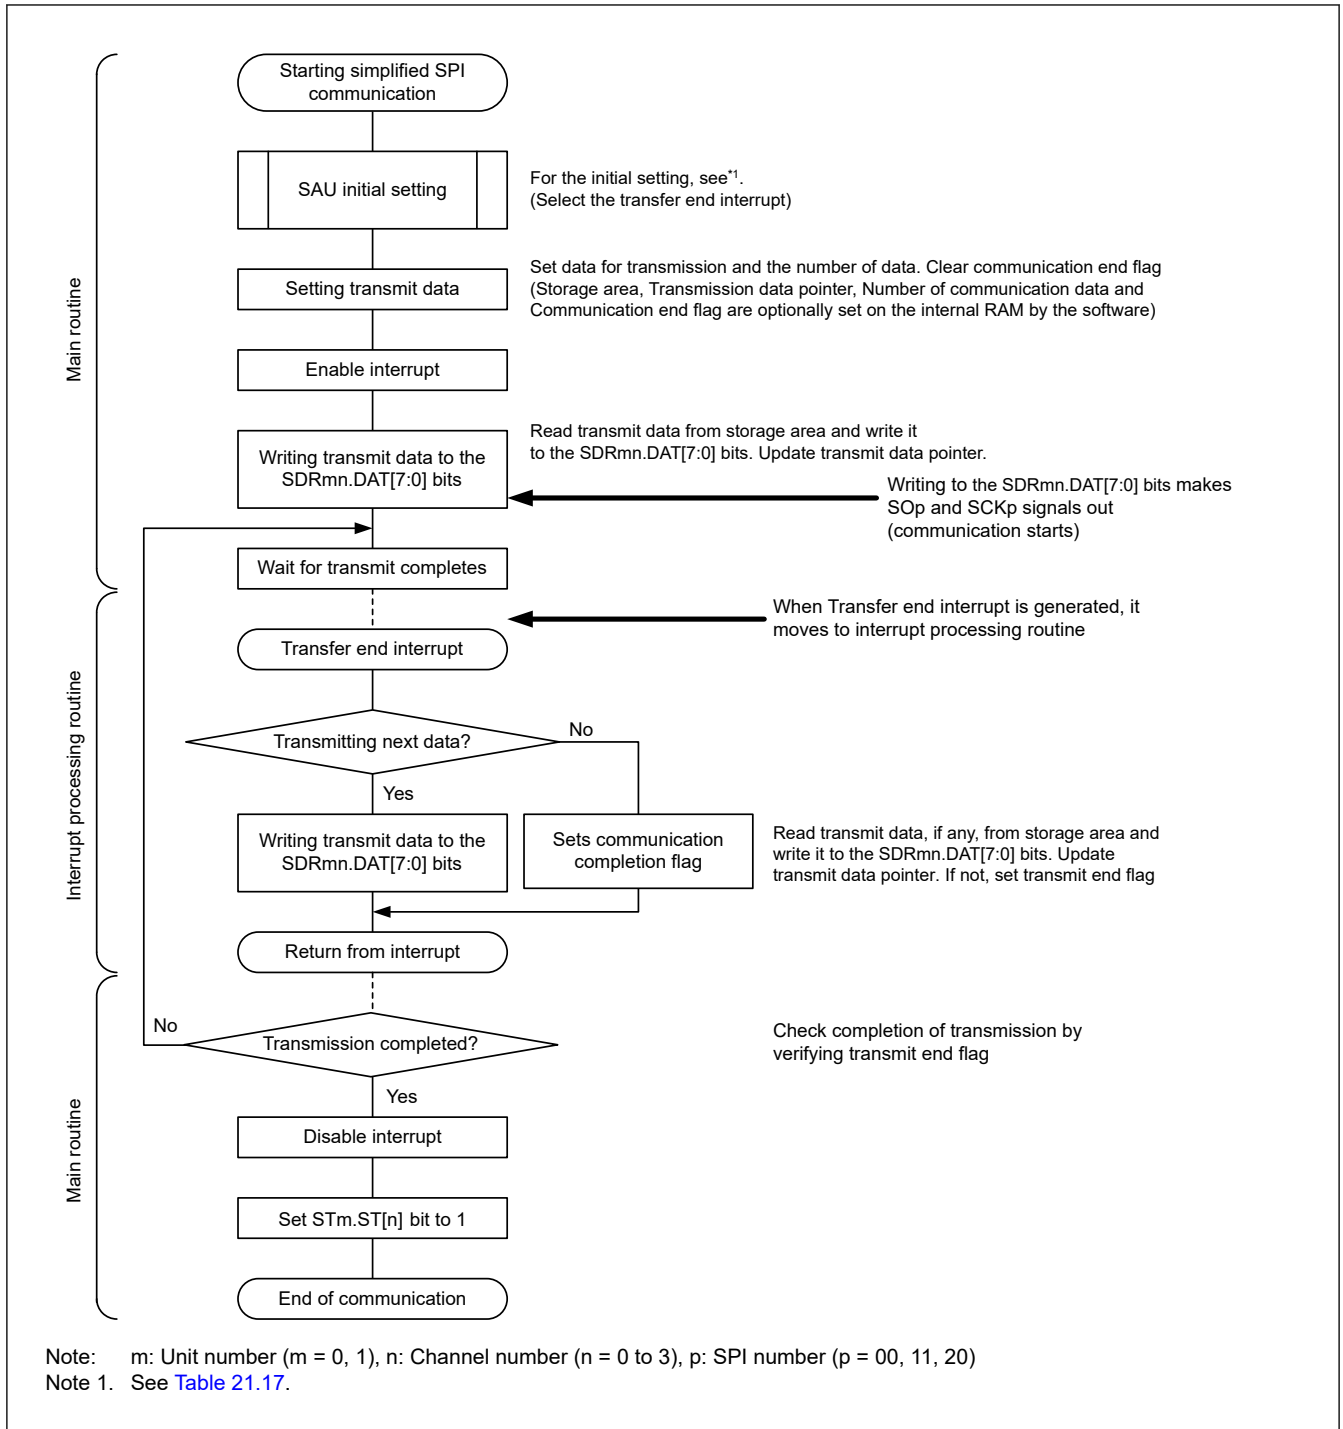 Starting simplified SPI
communication
SAU initial setting
For the initial setting, see*1.
(Select the transfer end interrupt)
Setting transmit data
Set data for transmission and the number of data. Clear communication end flag
(Storage area, Transmission data pointer, Number of communication data and
Communication end flag are optionally set on the internal RAM by the software)
Main routine
Enable interrupt
Writing transmit data to the
SDRmn.DAT[7:0] bits
Read transmit data from storage area and write it
to the SDRmn.DAT[7:0] bits. Update transmit data pointer.
Writing to the SDRmn.DAT[7:0] bits makes
SOp and SCKp signals out
(communication starts)
Wait for transmit completes
When Transfer end interrupt is generated, it
moves to interrupt processing routine
Transfer end interrupt
Interrupt processing routine
Transmitting next data?
No
Yes
Writing transmit data to the
SDRmn.DAT[7:0] bits
Sets communication
completion flag
Read transmit data, if any, from storage area and
write it to the SDRmn.DAT[7:0] bits. Update
transmit data pointer. If not, set transmit end flag
Return from interrupt
No
Transmission completed?
Check completion of transmission by
verifying transmit end flag
Yes
Main routine
Disable interrupt
Set STm.ST[n] bit to 1
End of communication
Note: m: Unit number (m = 0, 1), n: Channel number (n = 0 to 3), p: SPI number (p = 00, 11, 20)
Note 1. See Table 21.17.